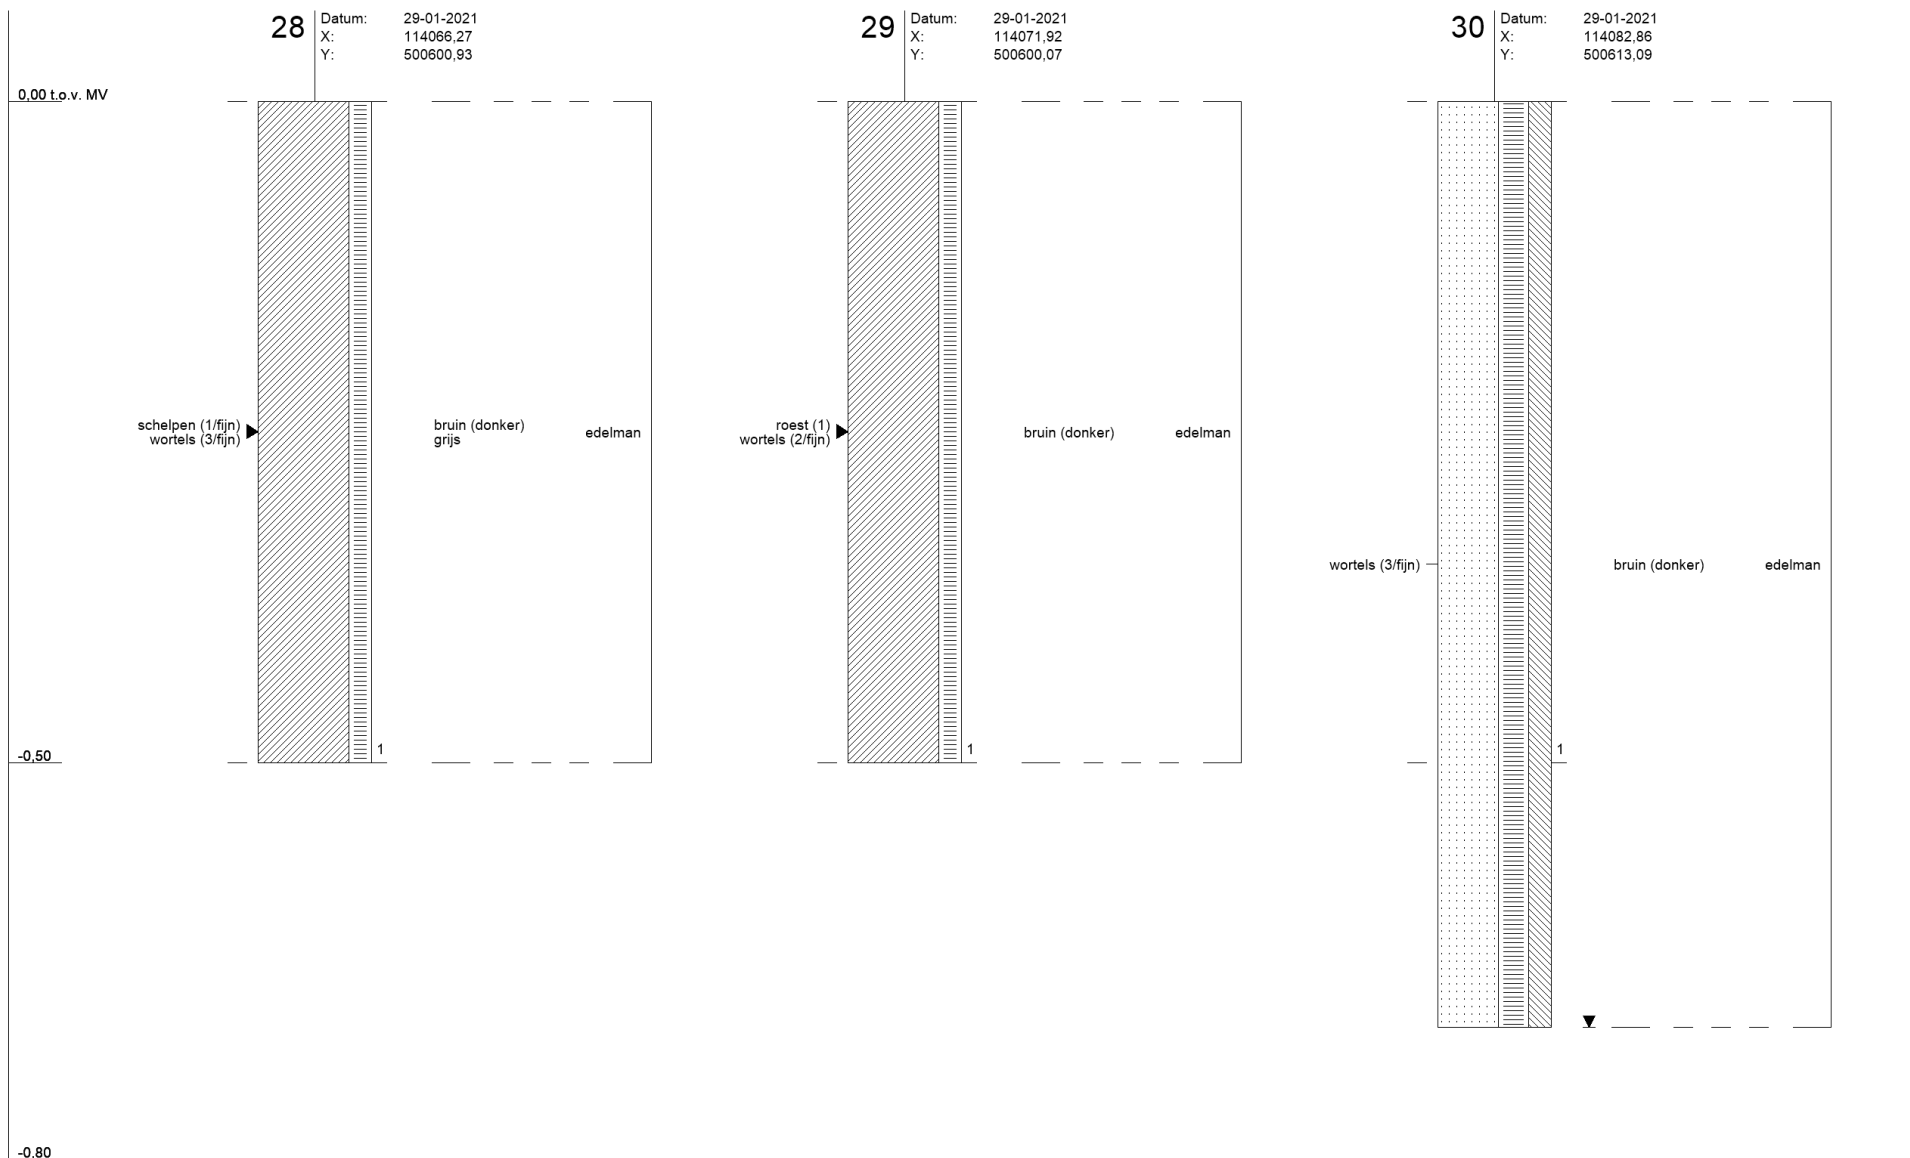 28
Datum: 29-01-2021
X: 114066,27
Y: 500600,93
29
Datum: 29-01-2021
X: 114071,92
Y: 500600,07
30
Datum: 29-01-2021
X: 114082,86
Y: 500613,09
0,00 t.o.v. MV
schelpen (1/fijn)
wortels (3/fijn)
bruin (donker)
grijs
edelman
roest (1)
wortels (2/fijn)
bruin (donker)
edelman
wortels (3/fijn)
bruin (donker)
edelman
-0,50
1
1
1
-0,80